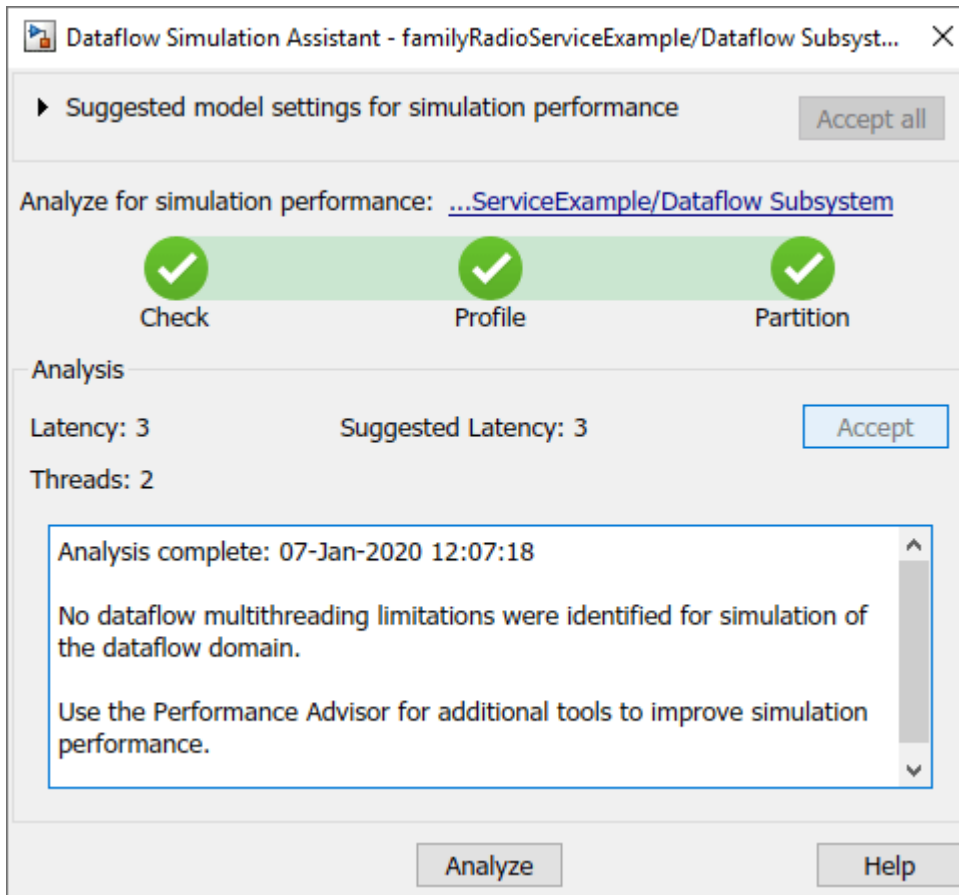 Dataflow Simulation Assistant - familyRadioServiceExample/Dataflow Subsyst...
Suggested model settings for simulation performance
Accept all
Analyze for simulation performance: ...ServiceExample/Dataflow Subsystem
Check Profile Partition
Analysis
Latency: 3 Suggested Latency: 3 Accept
Threads: 2
Analysis complete: 07-Jan-2020 12:07:18
No dataflow multithreading limitations were identified for simulation of
the dataflow domain.
Use the Performance Advisor for additional tools to improve simulation
performance.
Analyze Help